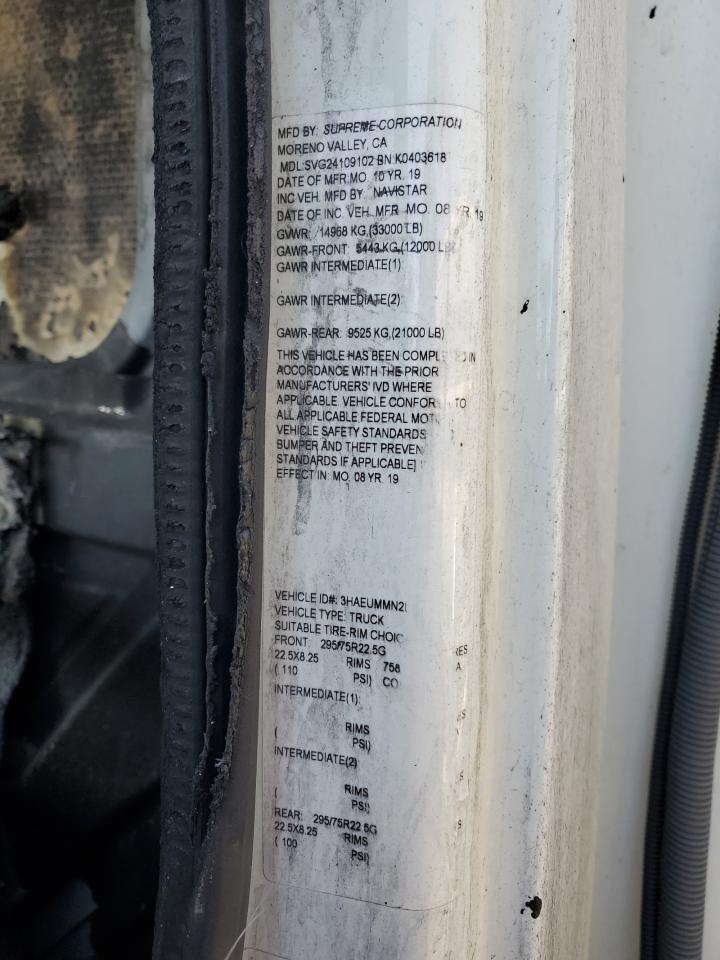 MFD BY: SUPREME CORPORATION
MORENO VALLEY, CA
MDL:SVG24109102 BN:K0403618
DATE OF MFR MO. 10 YR. 19
INC VEH. MFD BY. NAVISTAR
DATE OF INC. VEH. MFR MO. 08 YR. 19
GVWR: 14968 KG,(33000 LB)
GAWR-FRONT: 5443 KG,(12000 LB
GAWR INTERMEDIATE(1)
GAWR INTERMEDIATE(2)
GAWR-REAR: 9525 KG,(21000 LB)
THIS VEHICLE HAS BEEN IN
ACCORDANCE WITH THE PRIOR
MANUFACTURERS' IVD WHERE
APPLICABLE. VEHICLE TO
ALL APPLICABLE FEDERAL
VEHICLE SAFETY STANDARDS
BUMPER AND THEFT
STANDARDS IF APPLICABLE]
EFFECT IN: MO. 08 YR. 19
VEHICLE ID#: 3HAEUMMN2
VEHICLE TYPE: TRUCK
SUITABLE TIRE-RIM
FRONT: 295/75R22.5G
22.5X8.25 RIMS 758
( 110 PSI)
INTERMEDIATE(1)
RIMS
( PSI)
INTERMEDIATE(2)
RIMS
( PSI)
REAR: 295/75R22.5G
22.5X8.25 RIMS
( 100 PSI)